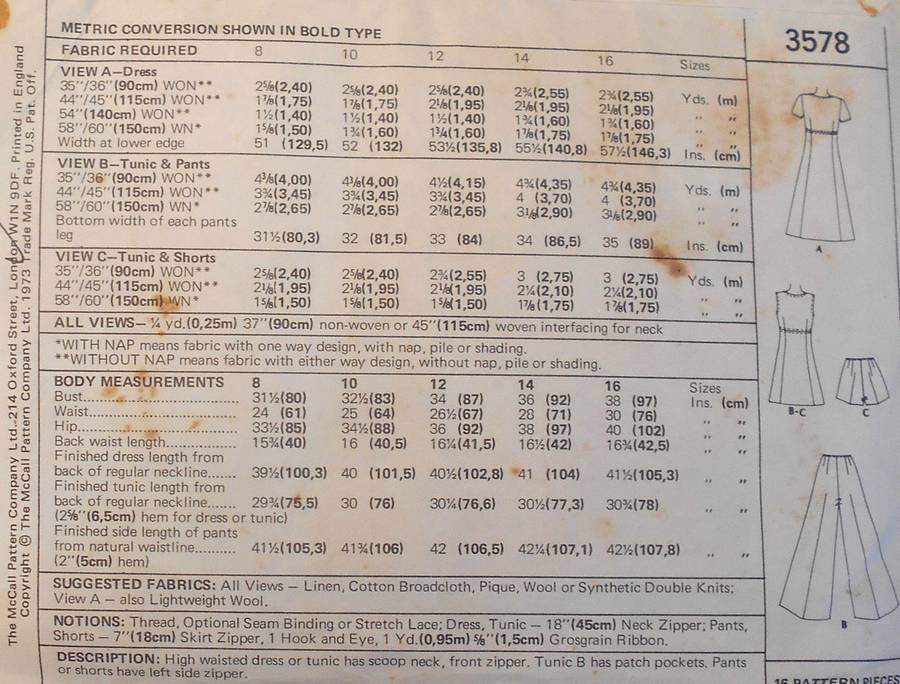 METRIC CONVERSION SHOWN IN BOLD TYPE
FABRIC REQUIRED 8 10 12 14 16 Sizes
VIEW A—Dress
35"/36"(90cm) WON** 2⅝(2,40) 2⅝(2,40) 2⅝(2,40) 2¾(2,55) 2¾(2,55) Yds. (m)
44"/45"(115cm) WON** 1⅞(1,75) 1⅞(1,75) 2⅛(1,95) 2⅛(1,95) 2⅛(1,95) " "
54"(140cm) WON** 1½(1,40) 1½(1,40) 1½(1,40) 1¾(1,60) 1¾(1,60) " "
58"/60"(150cm) WN* 1⅝(1,50) 1¾(1,60) 1¾(1,60) 1⅞(1,75) 1⅞(1,75) " "
Width at lower edge 51 (129,5) 52 (132) 53½(135,8) 55½(140,8) 57½(146,3) Ins. (cm)
VIEW B—Tunic & Pants
35"/36"(90cm) WON** 4⅜(4,00) 4⅜(4,00) 4½(4,15) 4¾(4,35) 4¾(4,35) Yds. (m)
44"/45"(115cm) WON** 3¾(3,45) 3¾(3,45) 3¾(3,45) 4 (3,70) 4 (3,70) " "
58"/60"(150cm) WN* 2⅞(2,65) 2⅞(2,65) 2⅞(2,65) 3⅛(2,90) 3⅛(2,90) " "
Bottom width of each pants
leg 31½(80,3) 32 (81,5) 33 (84) 34 (86,5) 35 (89) Ins. (cm)
VIEW C—Tunic & Shorts
35"/36"(90cm) WON** 2⅝(2,40) 2⅝(2,40) 2¾(2,55) 3 (2,75) 3 (2,75) Yds. (m)
44"/45"(115cm) WON** 2⅛(1,95) 2⅛(1,95) 2⅛(1,95) 2¼(2,10) 2¼(2,10) " "
58"/60"(150cm) WN* 1⅝(1,50) 1⅝(1,50) 1⅝(1,50) 1⅞(1,75) 1⅞(1,75) " "
ALL VIEWS— ¼ yd.(0,25m) 37"(90cm) non-woven or 45"(115cm) woven interfacing for neck
*WITH NAP means fabric with one way design, with nap, pile or shading.
**WITHOUT NAP means fabric with either way design, without nap, pile or shading.
BODY MEASUREMENTS 8 10 12 14 16 Sizes
Bust 31½(80) 32½(83) 34 (87) 36 (92) 38 (97) Ins. (cm)
Waist 24 (61) 25 (64) 26½(67) 28 (71) 30 (76) " "
Hip 33½(85) 34½(88) 36 (92) 38 (97) 40 (102) " "
Back waist length 15¾(40) 16 (40,5) 16¼(41,5) 16½(42) 16¾(42,5) " "
Finished dress length from
back of regular neckline 39½(100,3) 40 (101,5) 40½(102,8) 41 (104) 41½(105,3) " "
Finished tunic length from
back of regular neckline 29¾(75,5) 30 (76) 30¼(76,6) 30½(77,3) 30¾(78) " "
(2⅝"(6,5cm) hem for dress or tunic)
Finished side length of pants
from natural waistline 41½(105,3) 41¾(106) 42 (106,5) 42¼(107,1) 42½(107,8) " "
(2"(5cm) hem)
SUGGESTED FABRICS: All Views — Linen, Cotton Broadcloth, Pique, Wool or Synthetic Double Knits;
View A — also Lightweight Wool.
NOTIONS: Thread, Optional Seam Binding or Stretch Lace; Dress, Tunic — 18"(45cm) Neck Zipper; Pants,
Shorts — 7"(18cm) Skirt Zipper, 1 Hook and Eye, 1 Yd.(0,95m) ⅝"(1,5cm) Grosgrain Ribbon.
DESCRIPTION: High waisted dress or tunic has scoop neck, front zipper. Tunic B has patch pockets. Pants
or shorts have left side zipper.
3578
A
B-C
C
B
16 PATTERN PIECES
The McCall Pattern Company Ltd..214 Oxford Street, London W1N 9DF. Printed in England
Copyright © The McCall Pattern Company Ltd. 1973 Trade Mark Reg. U.S. Pat. Off.